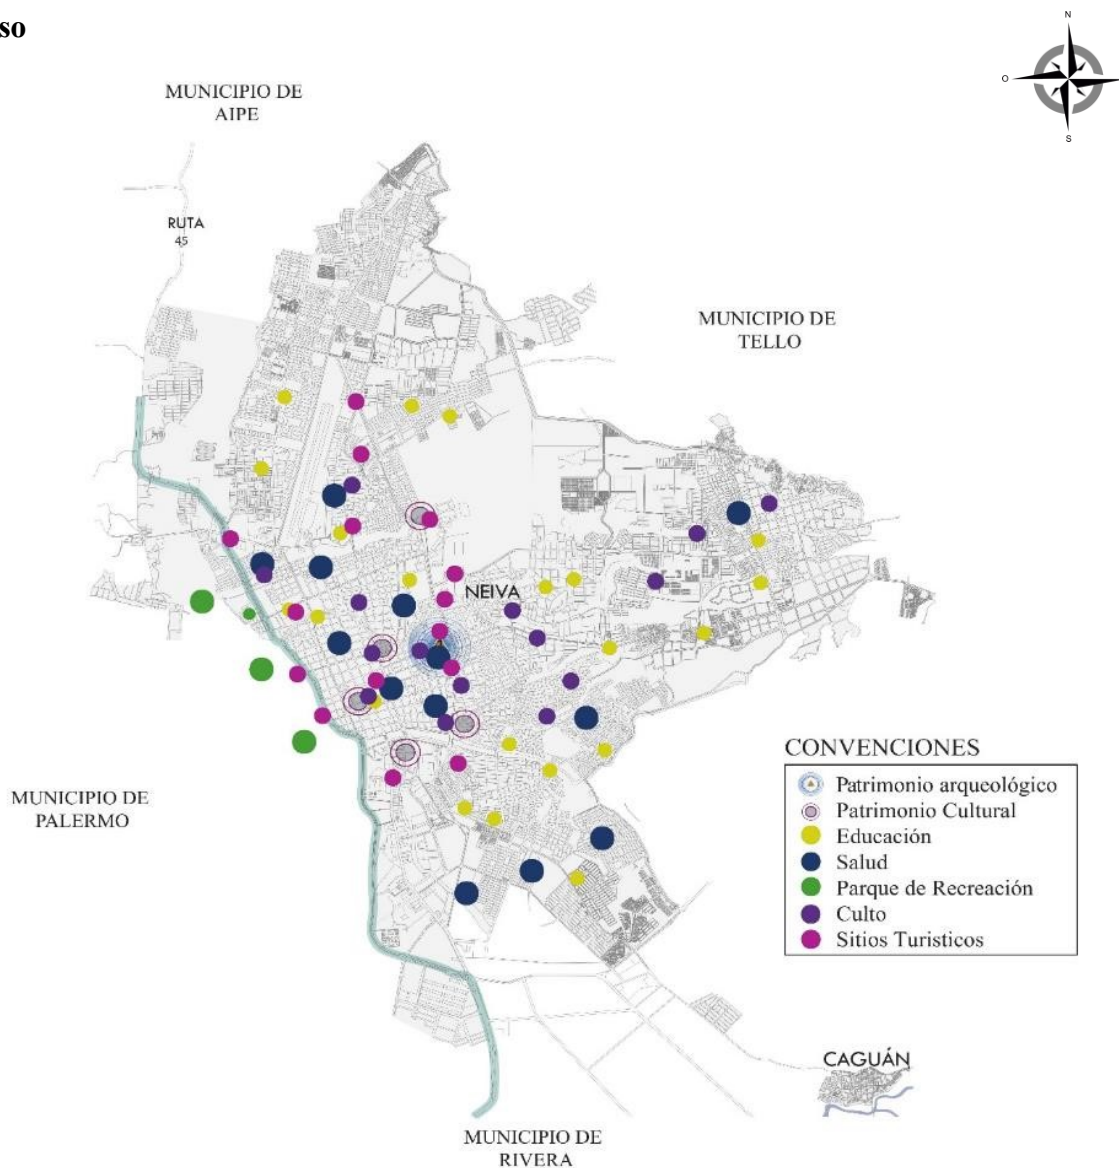 so
N
O
S
MUNICIPIO DE
AIPE
RUTA
45
MUNICIPIO DE
TELLO
NEIVA
CONVENCIONES
Patrimonio arqueológico
Patrimonio Cultural
Educación
Salud
Parque de Recreación
Culto
Sitios Turisticos
MUNICIPIO DE
PALERMO
CAGUÁN
MUNICIPIO DE
RIVERA